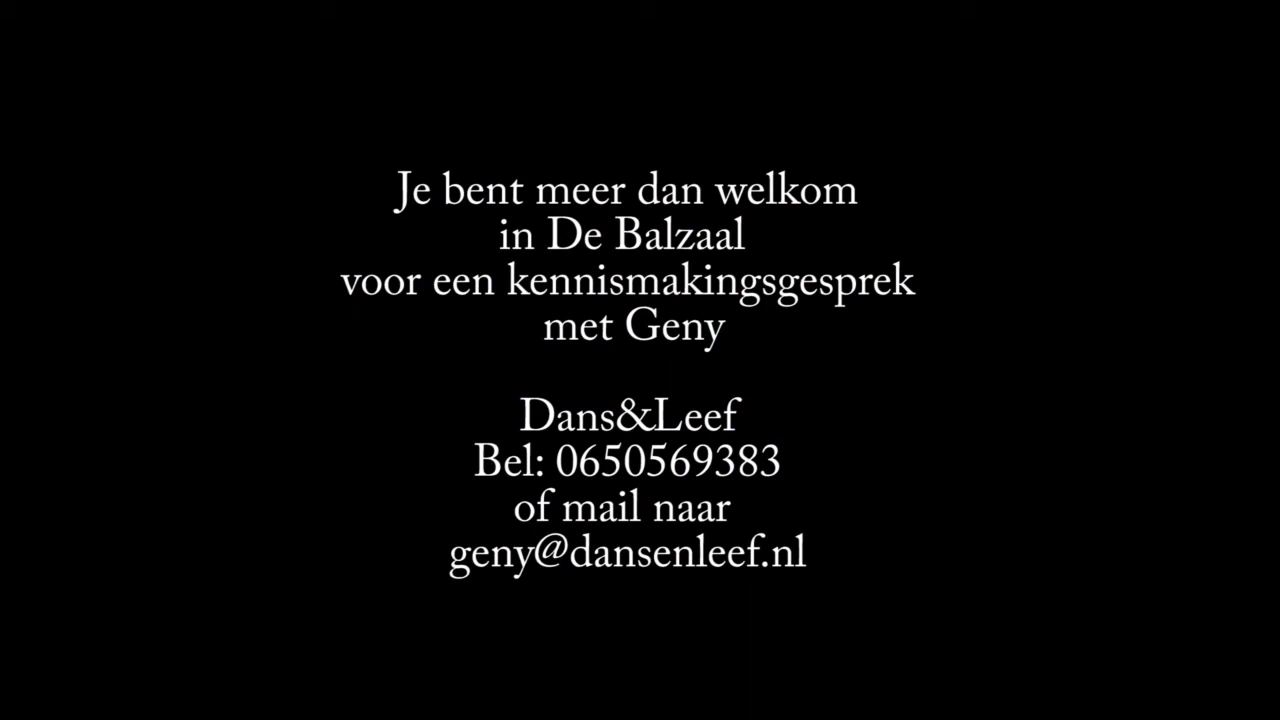 Je bent meer dan welkom
in De Balzaal
voor een kennismakingsgesprek
met Geny
Dans&Leef
Bel: 0650569383
of mail naar
geny@dansenleef.nl